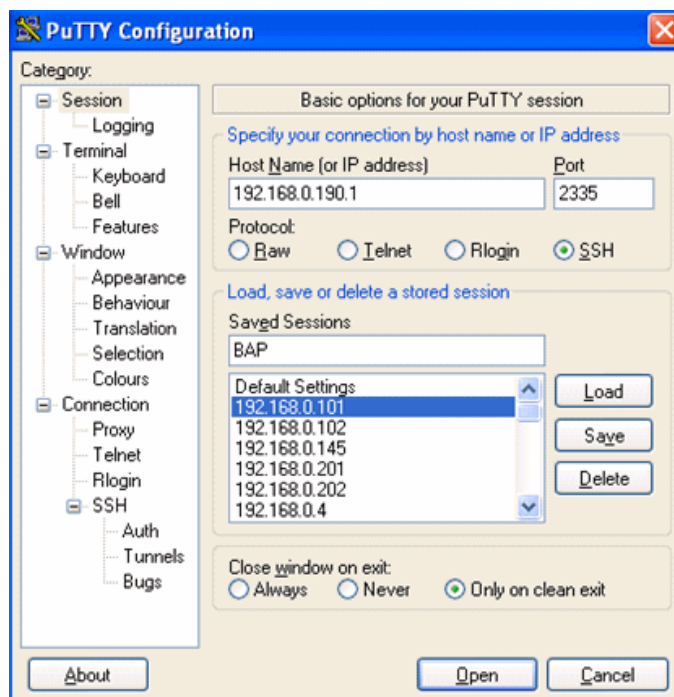 PuTTY Configuration
Category:
Session
Logging
Terminal
Keyboard
Bell
Features
Window
Appearance
Behaviour
Translation
Selection
Colours
Connection
Proxy
Telnet
Rlogin
SSH
Auth
Tunnels
Bugs
Basic options for your PuTTY session
Specify your connection by host name or IP address
Host Name (or IP address) Port
192.168.0.190.1 2335
Protocol:
Raw Telnet Rlogin SSH
Load, save or delete a stored session
Saved Sessions
BAP
Default Settings
192.168.0.101
192.168.0.102
192.168.0.145
192.168.0.201
192.168.0.202
192.168.0.4
Load
Save
Delete
Close window on exit:
Always Never Only on clean exit
About Open Cancel